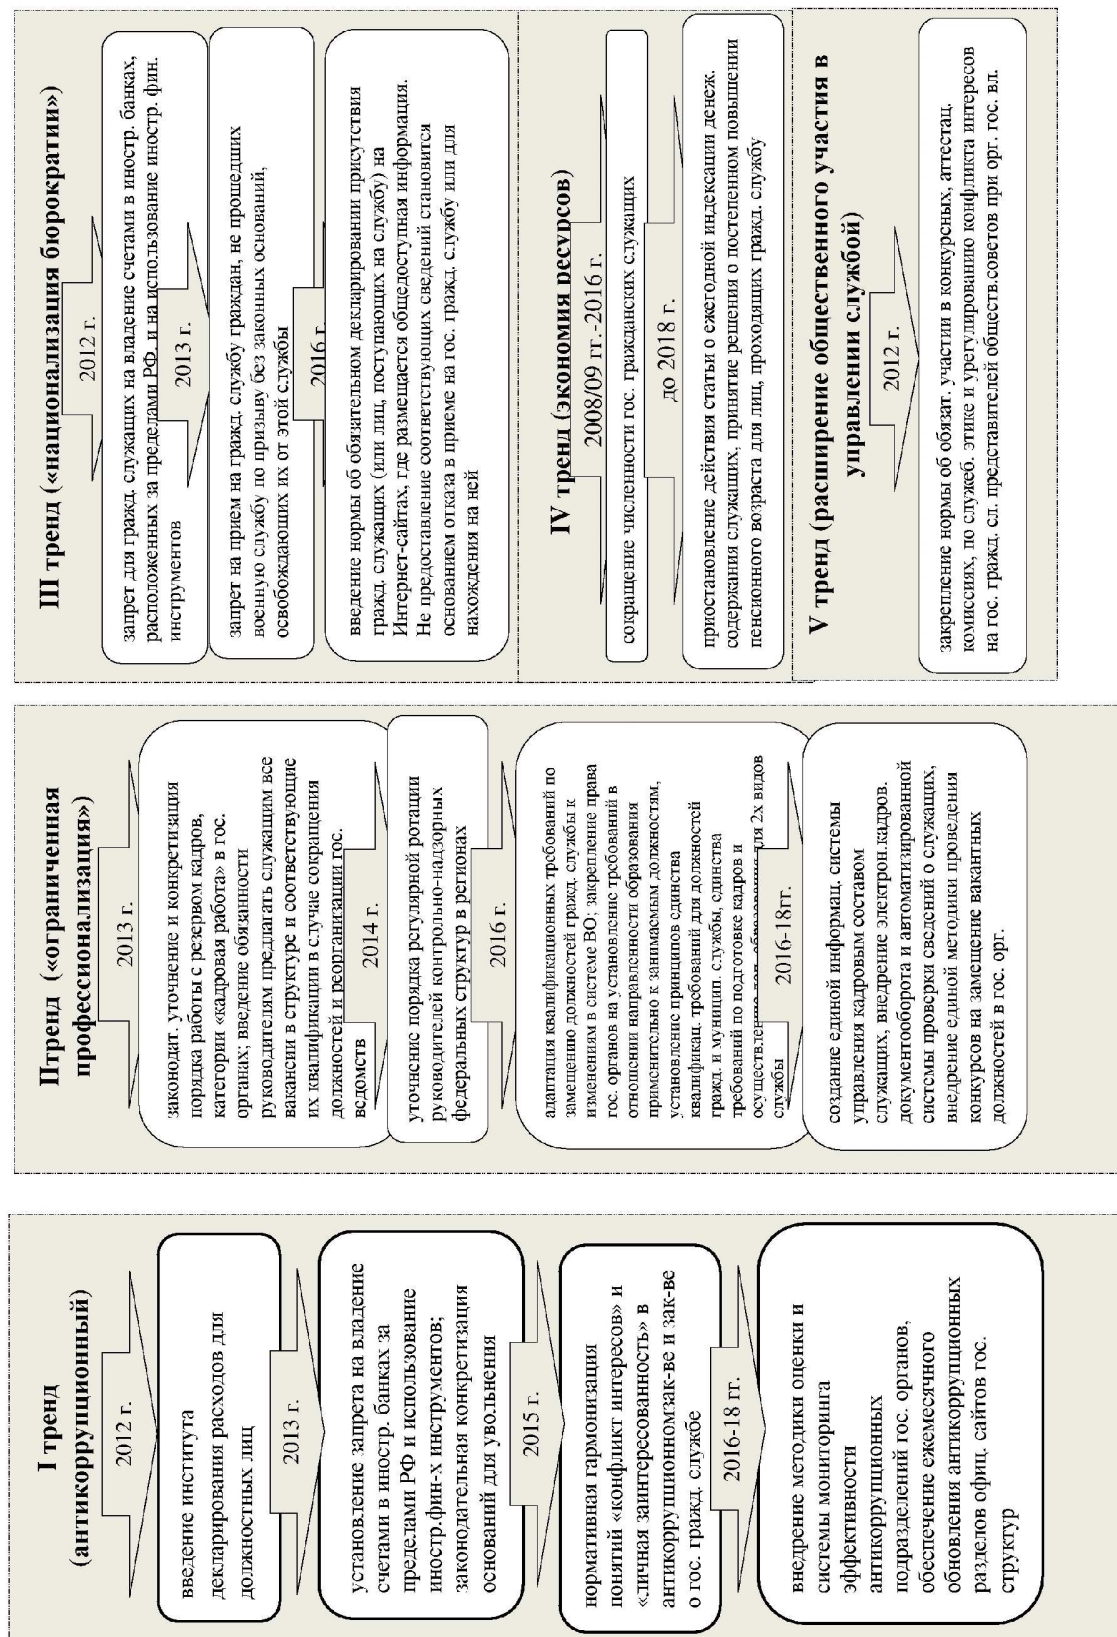 I тренд
(антикоррупционный)
2012 г.
введение института
декларирования расходов для
должностных лиц
2013 г.
установление запрета на владение
счетами в иностр. банках за
пределами РФ и использование
иностр.фин-х инструментов;
законодательная конкретизация
оснований для увольнения
2015 г.
нормативная гармонизация
понятий «конфликт интересов» и
«личная заинтересованность» в
антикоррупционномзак-ве и зак-ве
о гос. гражд. службе
2016-18 гг.
внедрение методики оценки и
системы мониторинга
эффективности
антикоррупционных
подразделений гос. органов,
обеспечение ежемесячного
обновления антикоррупционных
разделов офиц. сайтов гос.
структур
IIтренд («ограниченная
профессионализация»)
2013 г.
законодат. уточнение и конкретизация
порядка работы с резервом кадров,
категории «кадровая работа» в гос.
органах; введение обязанности
руководителям предлагать служащим все
вакансии в структуре и соответствующие
их квалификации в случае сокращения
должностей и реорганизации гос.
ведомств
2014 г.
уточнение порядка регулярной ротации
руководителей контрольно-надзорных
федеральных структур в регионах
2016 г.
адаптация квалификационных требований по
замещению должностей гражд. службы к
изменениям в системе ВО; закрепление права
гос. органов на установление требований в
отношении направленности образования
применительно к занимаемым должностям,
установление принципов единства
квалификац. требований для должностей
гражд. и муницип. службы, единства
требований по подготовке кадров и
осуществлению доп. образования для 2х видов
службы
2016-18гг.
создание единой информац. системы
управления кадровым составом
служащих, внедрение электрон.кадров.
документооборота и автоматизированной
системы проверки сведений о служащих,
внедрение единой методики проведения
конкурсов на замещение вакантных
должностей в гос. орг.
III тренд («национализация бюрократии»)
2012 г.
запрет для гражд. служащих на владение счетами в иностр. банках,
расположенных за пределами РФ и на использование иностр. фин.
инструментов
2013 г.
запрет на прием на гражд. службу граждан, не прошедших
военную службу по призыву без законных оснований,
освобождающих их от этой службы
2016 г.
введение нормы об обязательном декларировании присутствия
гражд. служащих (или лиц, поступающих на службу) на
Интернет-сайтах, где размещается общедоступная информация.
Не предоставление соответствующих сведений становится
основанием отказа в приеме на гос. гражд. службу или для
нахождения на ней
IV тренд (экономия ресурсов)
2008/09 гг.-2016 г.
сокращение численности гос. гражданских служащих
до 2018 г.
приостановление действия статьи о ежегодной индексации денеж.
содержания служащих, принятие решения о постепенном повышении
пенсионного возраста для лиц, проходящих гражд. службу
V тренд (расширение общественного участия в
управлении службой)
2012 г.
закрепление нормы об обязат. участии в конкурсных, аттестац.
комиссиях, по служеб. этике и урегулированию конфликта интересов
на гос. гражд. сл. представителей обществ.советов при орг. гос. вл.